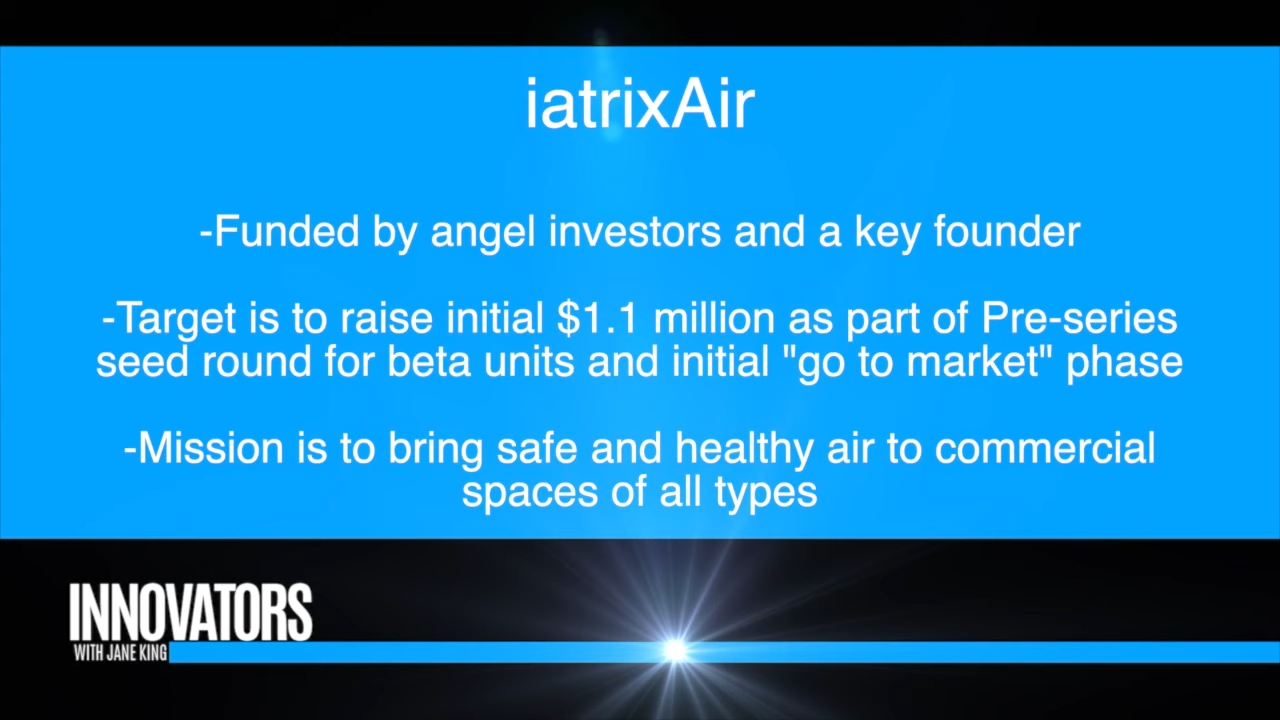 iatrixAir
-Funded by angel investors and a key founder
-Target is to raise initial $1.1 million as part of Pre-series
seed round for beta units and initial "go to market" phase
-Mission is to bring safe and healthy air to commercial
spaces of all types
INNOVATORS
WITH JANE KING